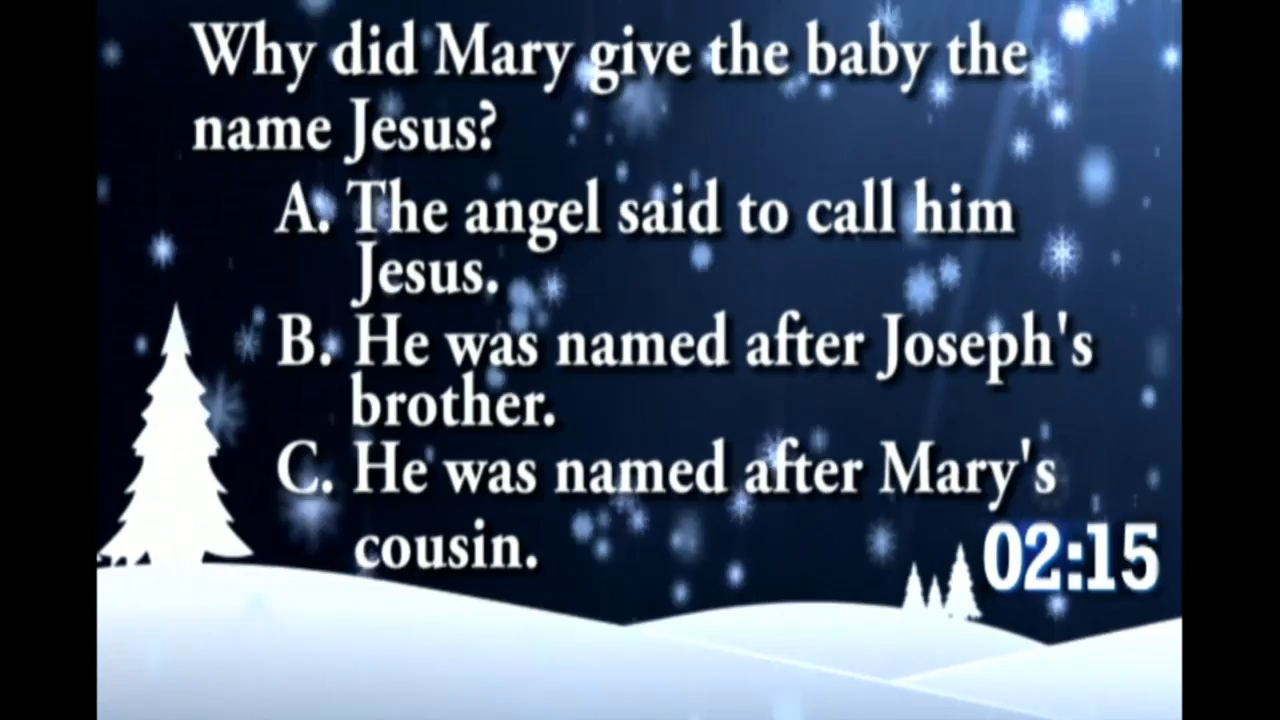 Why did Mary give the baby the
name Jesus?
A. The angel said to call him
Jesus.
B. He was named after Joseph's
brother.
C. He was named after Mary's
cousin.
02:15